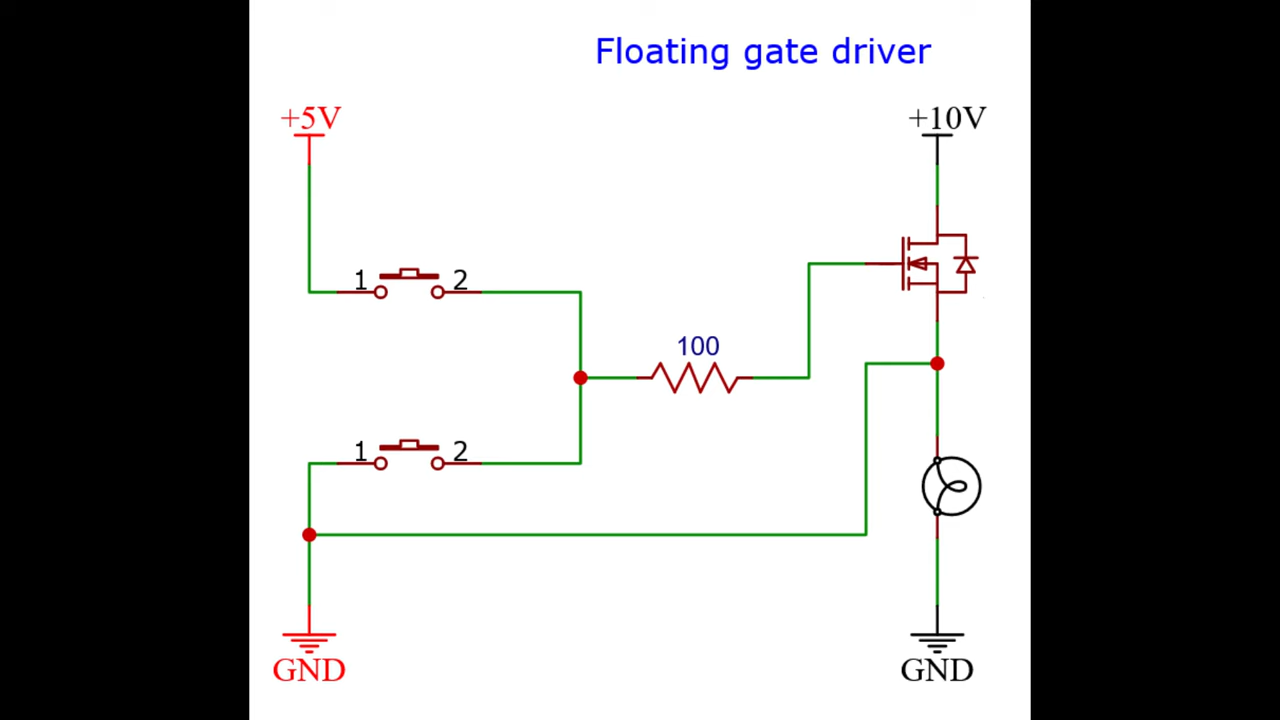 Floating gate driver
+5V
+10V
1 2
100
1 2
GND
GND